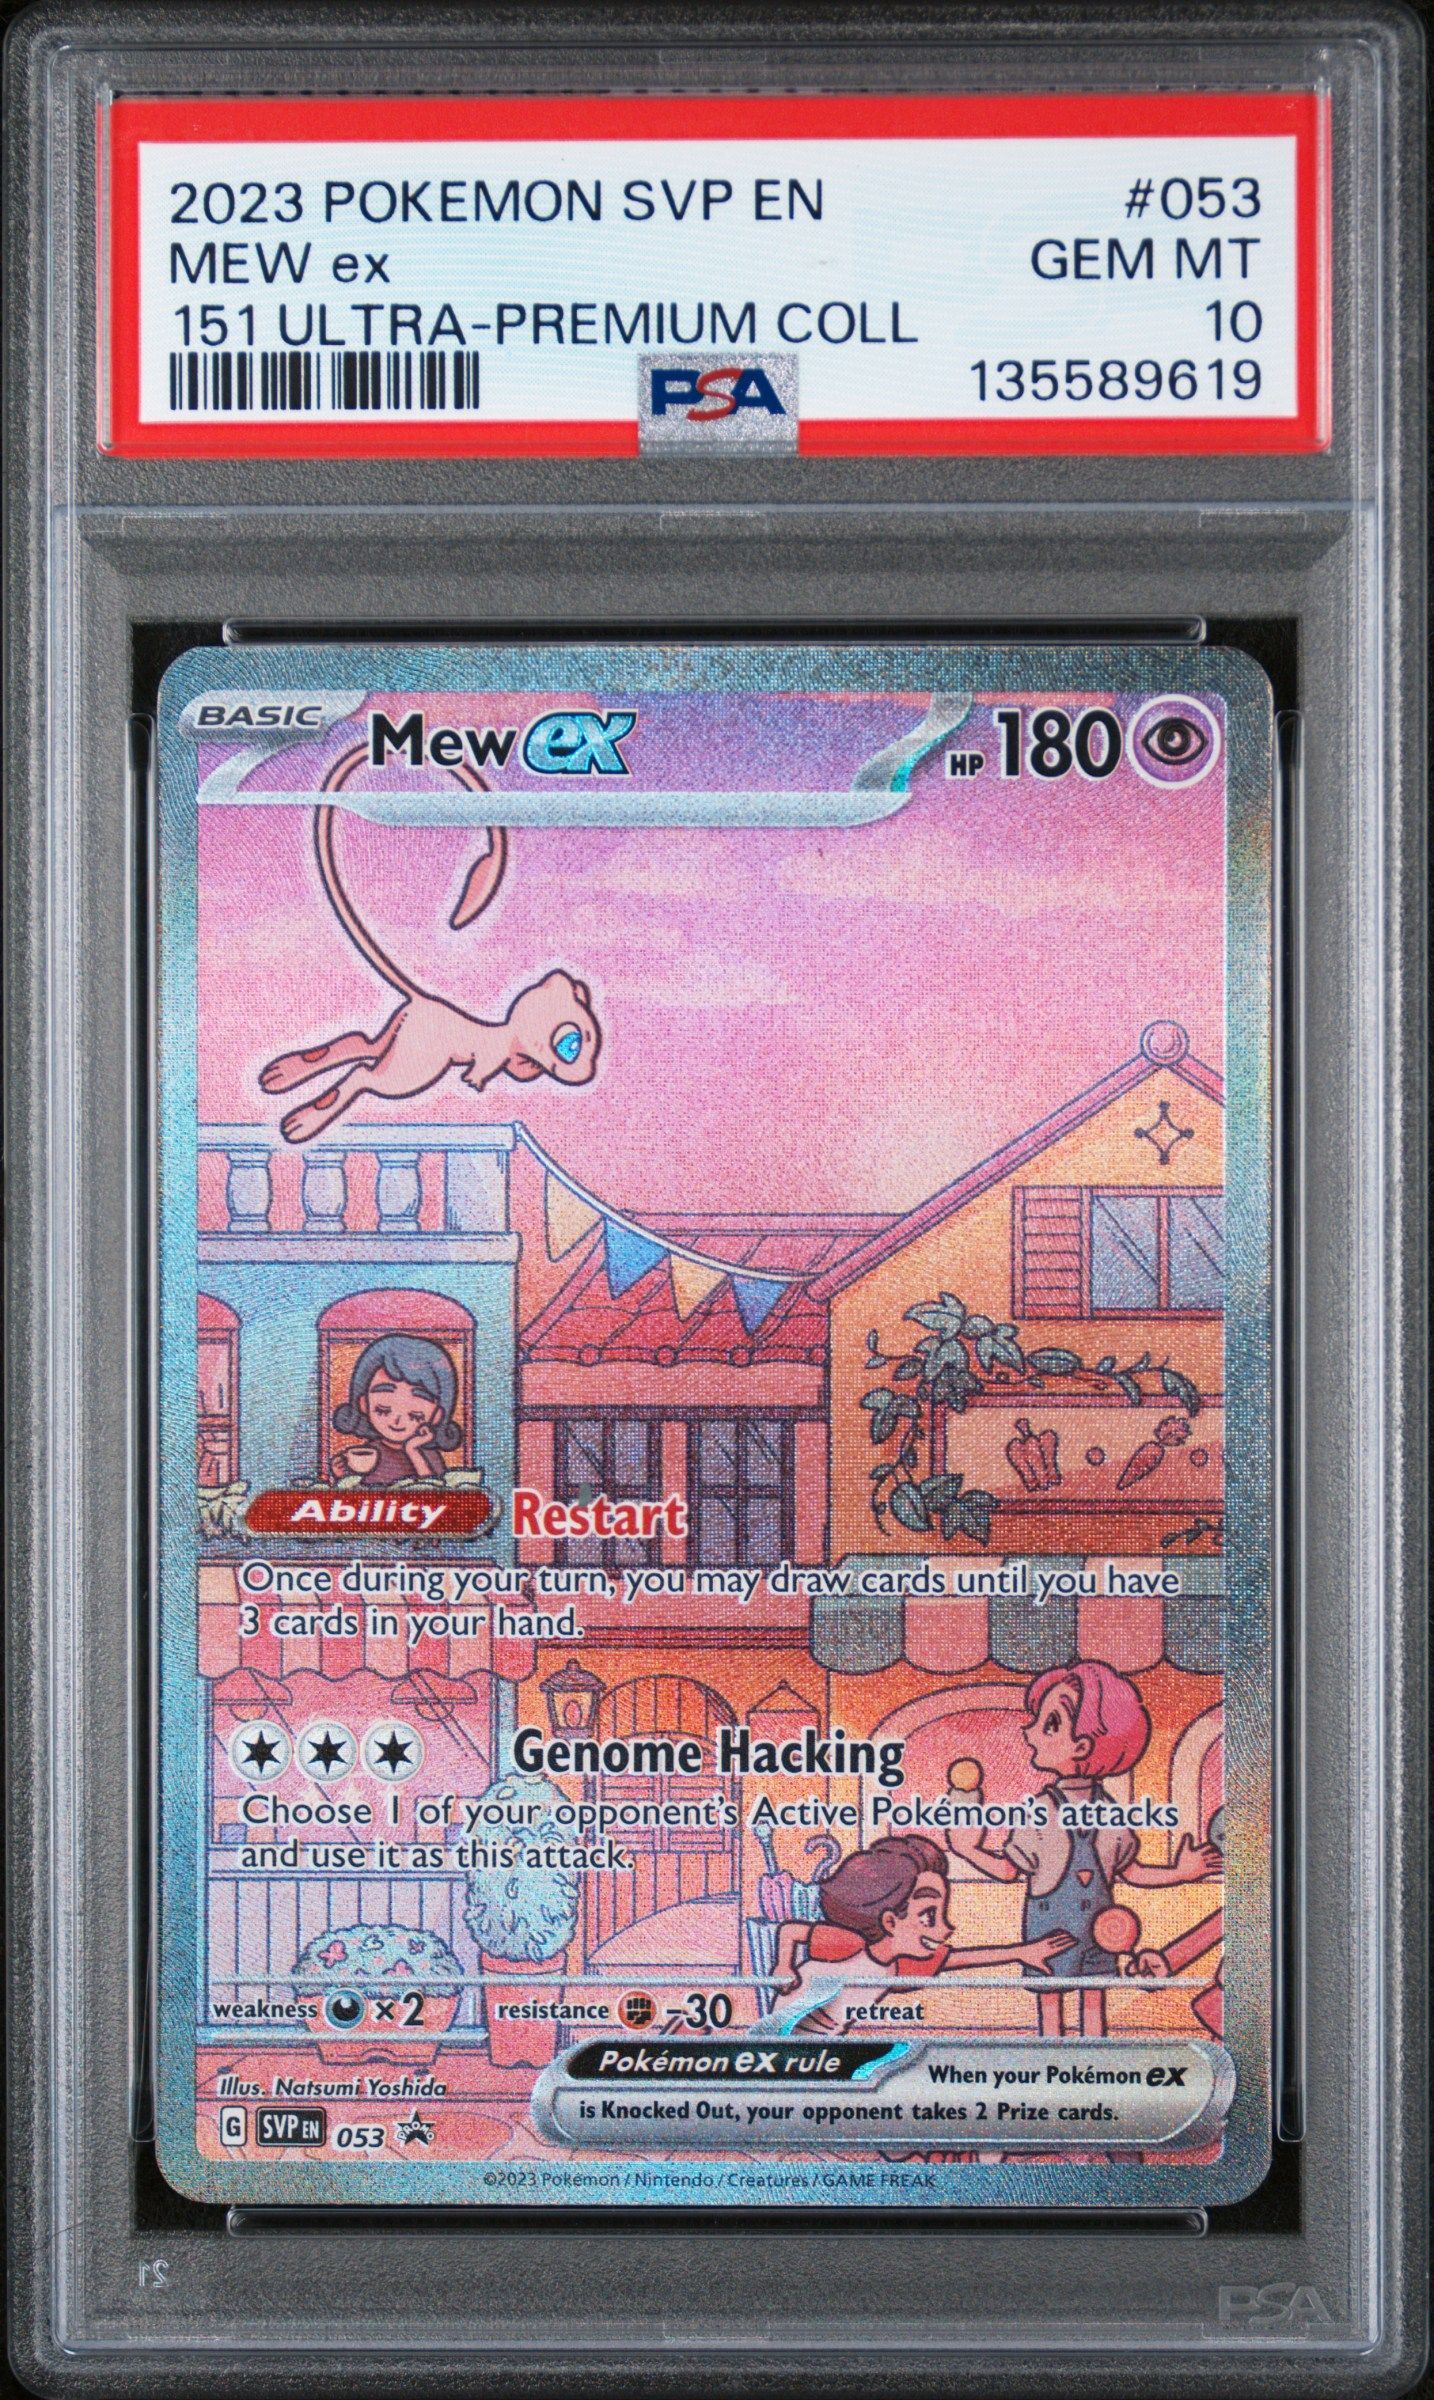 2023 POKEMON SVP EN #053
MEW ex GEM MT
151 ULTRA-PREMIUM COLL 10
PSA 135589619
BASIC Mew ex HP 180
Ability Restart
Once during your turn, you may draw cards until you have
3 cards in your hand.
Genome Hacking
Choose 1 of your opponent's Active Pokémon's attacks
and use it as this attack.
weakness ×2 resistance -30 retreat
Pokémon ex rule When your Pokémon ex
is Knocked Out, your opponent takes 2 Prize cards.
Illus. Natsumi Yoshida
G SVP EN 053
©2023 Pokémon / Nintendo / Creatures / GAME FREAK
21
PSA